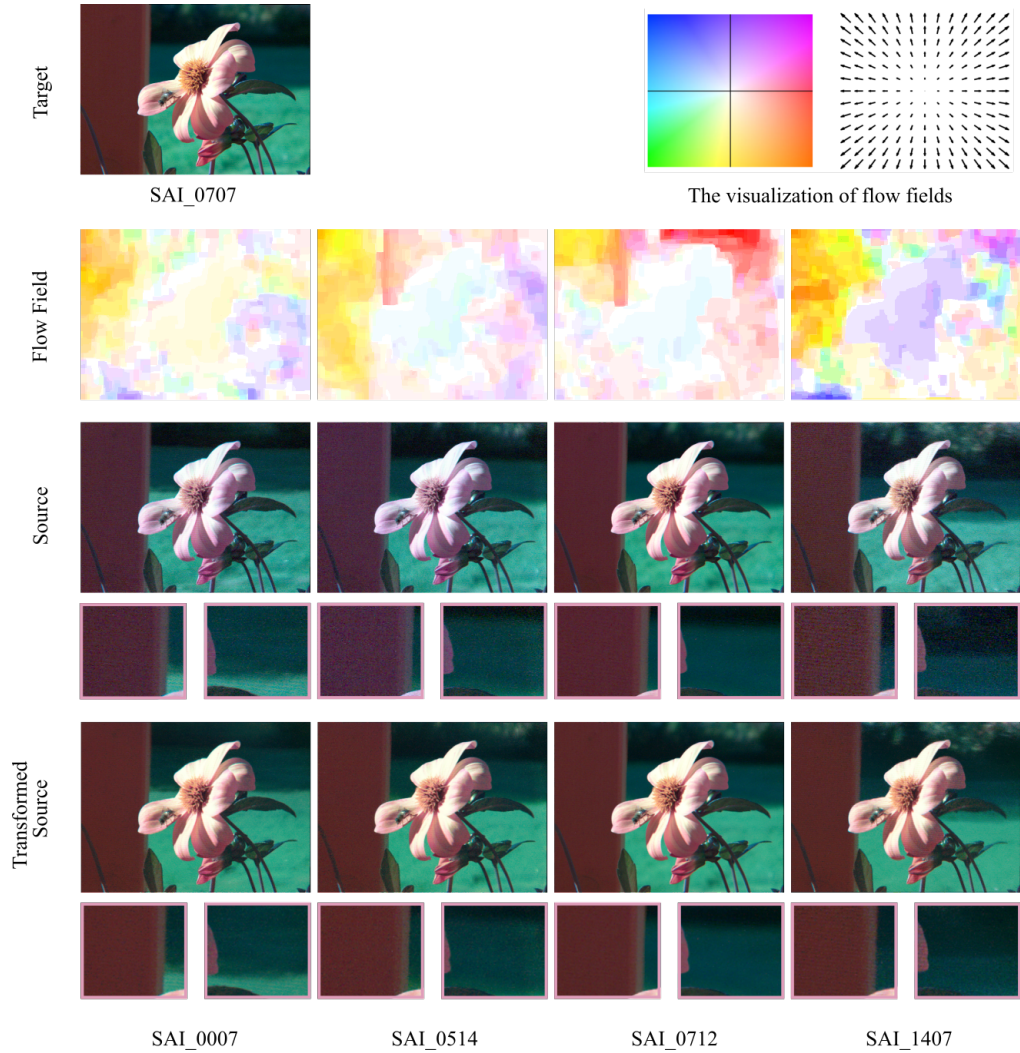 Target
SAI_0707
The visualization of flow fields
Flow Field
Source
Transformed
Source
SAI_0007
SAI_0514
SAI_0712
SAI_1407